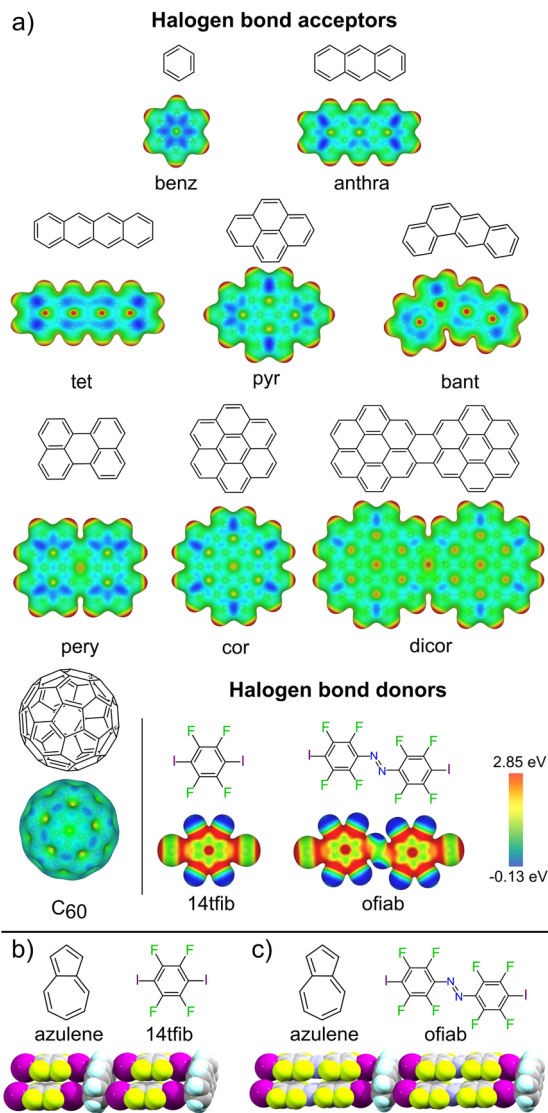 a) Halogen bond acceptors
benz anthra
tet pyr bant
pery cor dicor
Halogen bond donors
F F F F F F
I I I N N I
F F F F F F
2.85 eV
-0.13 eV
C60 14tfib ofiab
b) c)
F F F F F F
I I I N N I
F F F F F F
azulene 14tfib azulene ofiab